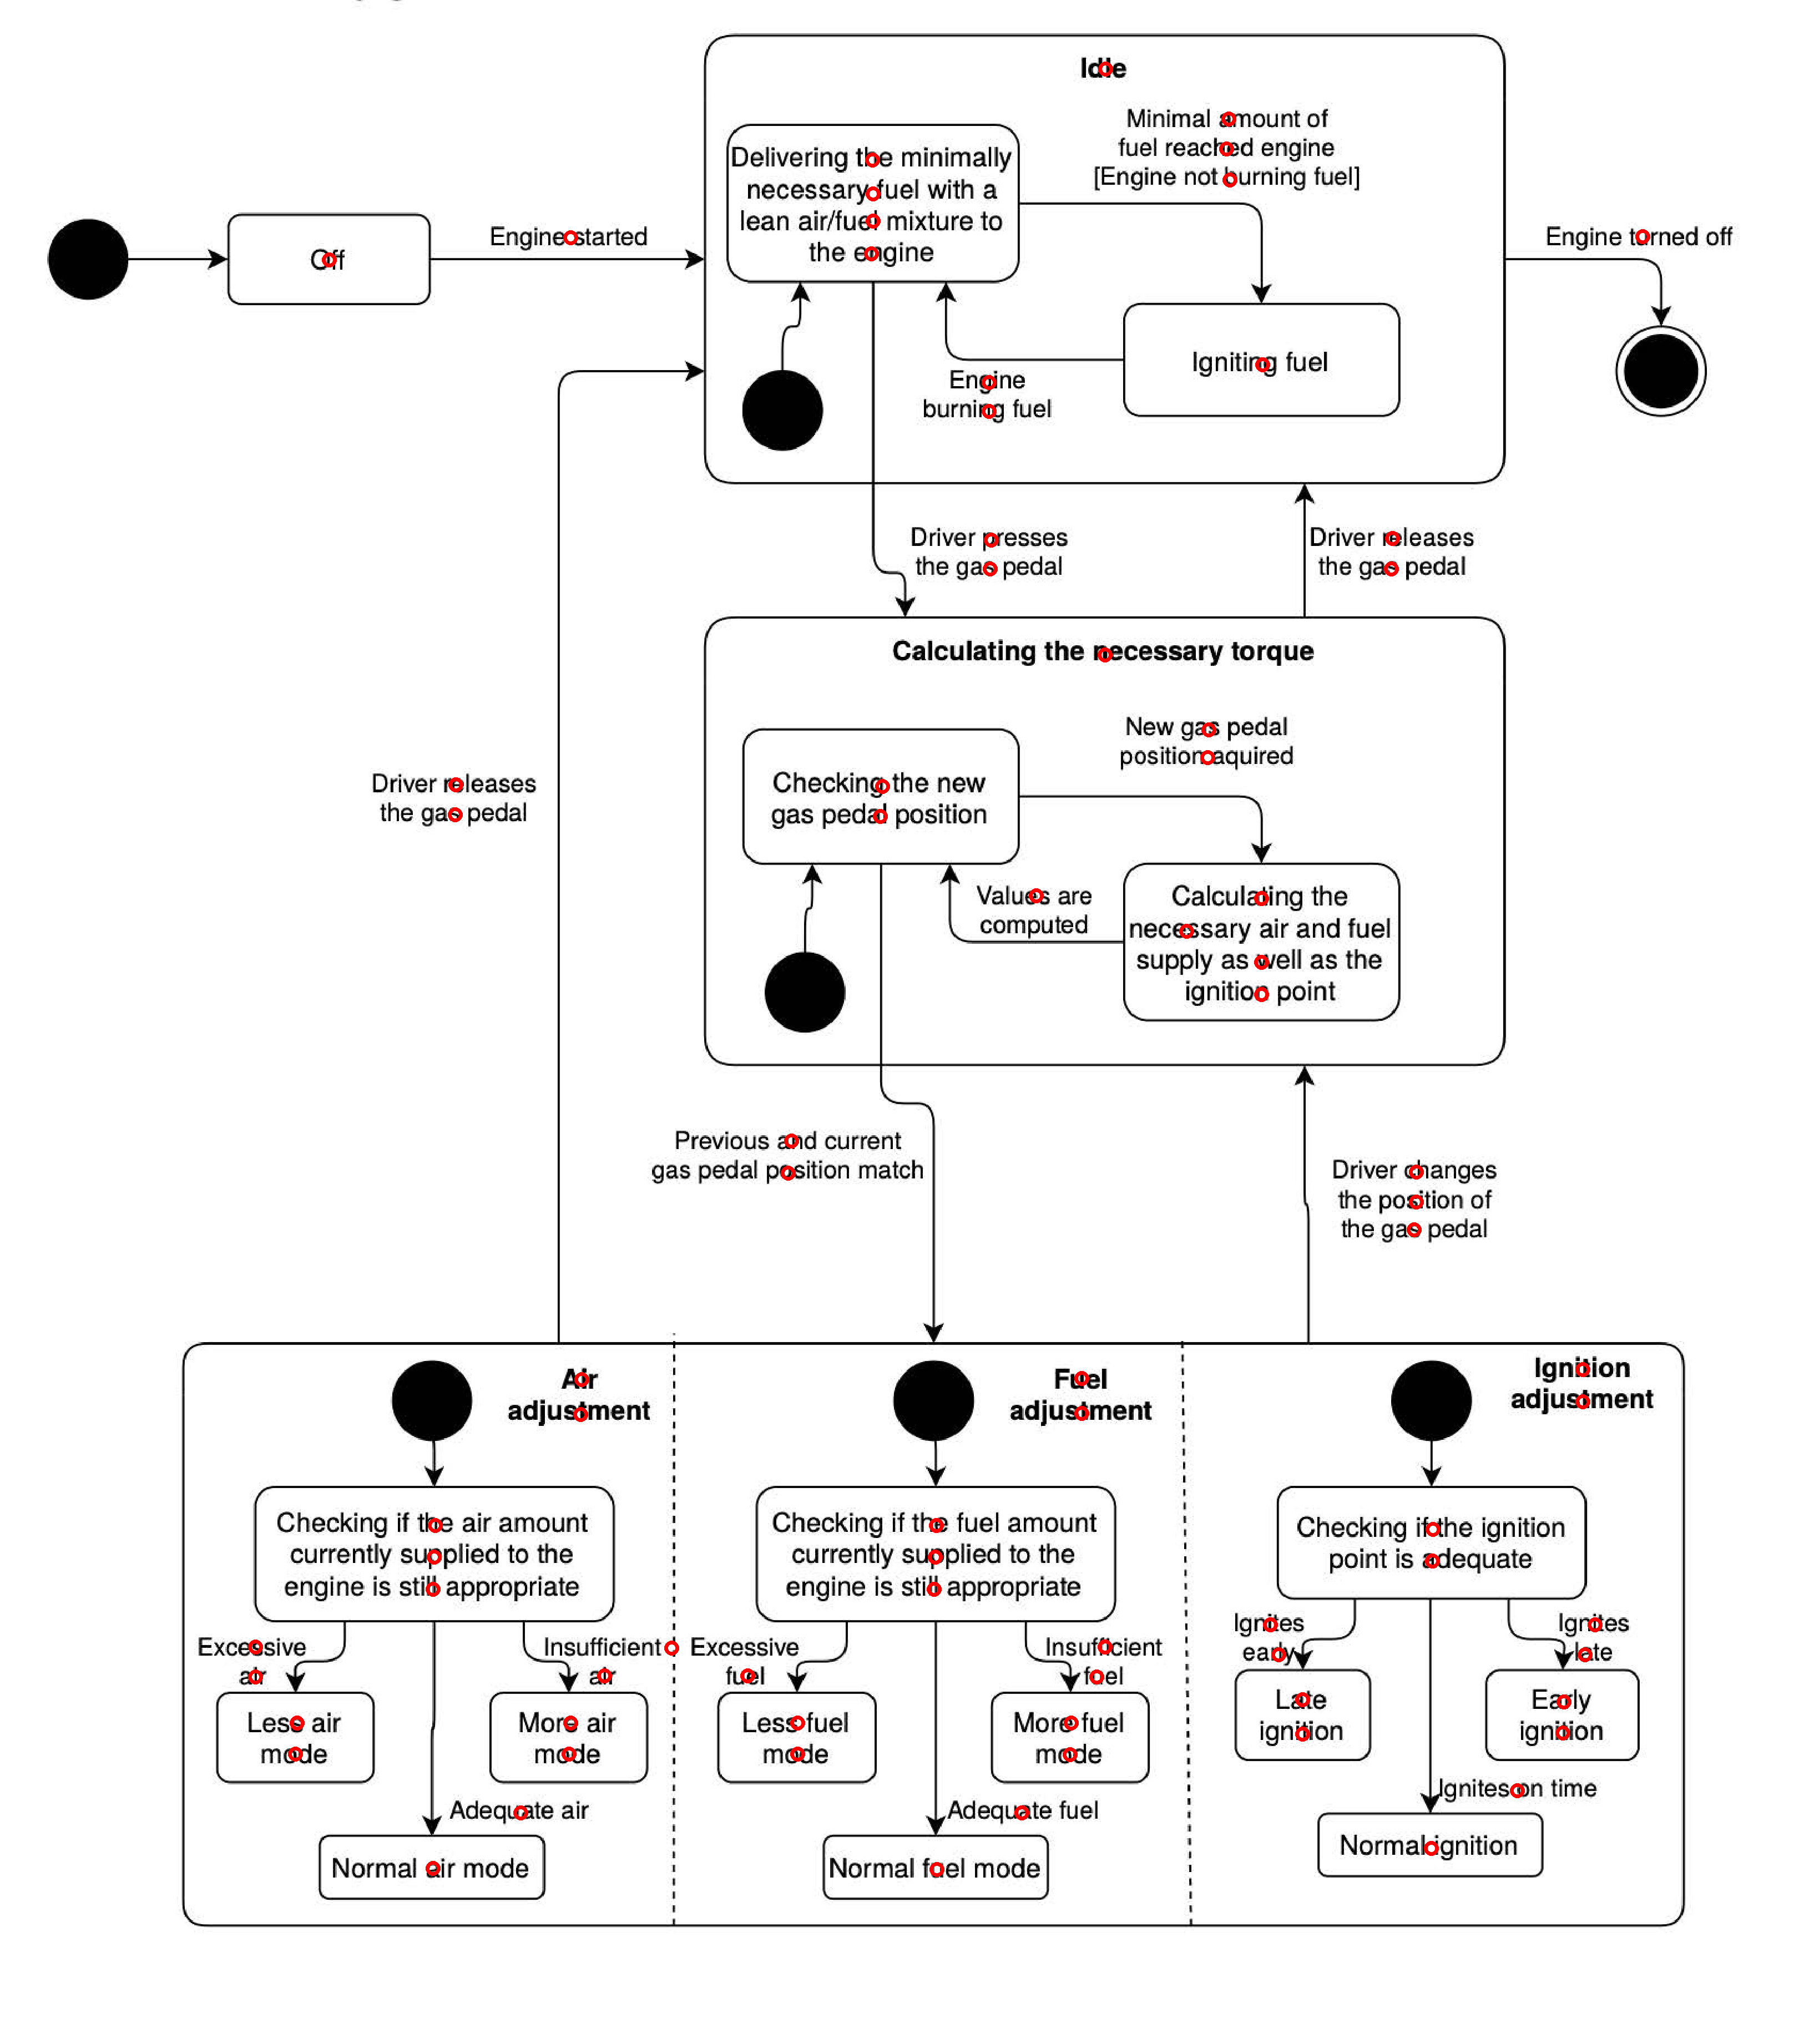 Idle
Minimal amount of
fuel reached engine
[Engine not burning fuel]
Delivering the minimally
necessary fuel with a
lean air/fuel mixture to
the engine
Off
Engine started
Engine turned off
Igniting fuel
Engine
burning fuel
Driver presses
the gas pedal
Driver releases
the gas pedal
Calculating the necessary torque
New gas pedal
position aquired
Checking the new
gas pedal position
Driver releases
the gas pedal
Values are
computed
Calculating the
necessary air and fuel
supply as well as the
ignition point
Previous and current
gas pedal position match
Driver changes
the position of
the gas pedal
Air
adjustment
Fuel
adjustment
Ignition
adjustment
Checking if the air amount
currently supplied to the
engine is still appropriate
Checking if the fuel amount
currently supplied to the
engine is still appropriate
Checking if the ignition
point is adequate
Excessive
air
Insufficient
air
Excessive
fuel
Insufficient
fuel
Ignites
early
Ignites
late
Less air
mode
More air
mode
Less fuel
mode
More fuel
mode
Late
ignition
Early
ignition
Adequate air
Adequate fuel
Ignites on time
Normal air mode
Normal fuel mode
Normal ignition